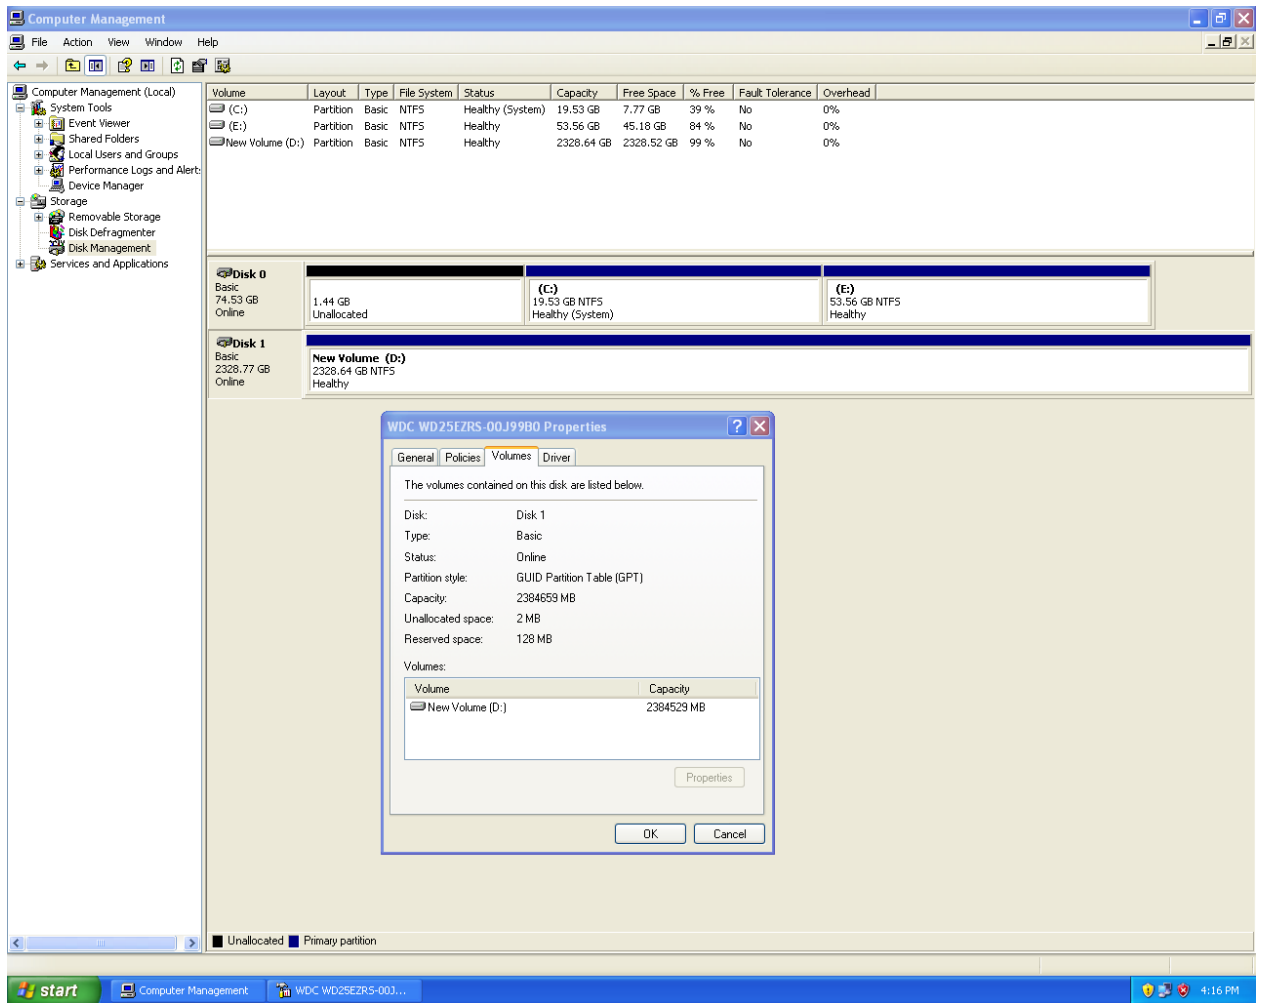 Computer Management
File Action View Window Help
Computer Management (Local)
System Tools
Event Viewer
Shared Folders
Local Users and Groups
Performance Logs and Alert
Device Manager
Storage
Removable Storage
Disk Defragmenter
Disk Management
Services and Applications
Volume Layout Type File System Status Capacity Free Space % Free Fault Tolerance Overhead
(C:) Partition Basic NTFS Healthy (System) 19.53 GB 7.77 GB 39 % No 0%
(E:) Partition Basic NTFS Healthy 53.56 GB 45.18 GB 84 % No 0%
New Volume (D:) Partition Basic NTFS Healthy 2328.64 GB 2328.52 GB 99 % No 0%
Disk 0
Basic
74.53 GB
Online
1.44 GB
Unallocated
(C:)
19.53 GB NTFS
Healthy (System)
(E:)
53.56 GB NTFS
Healthy
Disk 1
Basic
2328.77 GB
Online
New Volume (D:)
2328.64 GB NTFS
Healthy
WDC WD25EZRS-00J99B0 Properties
General Policies Volumes Driver
The volumes contained on this disk are listed below.
Disk: Disk 1
Type: Basic
Status: Online
Partition style: GUID Partition Table (GPT)
Capacity: 2384659 MB
Unallocated space: 2 MB
Reserved space: 128 MB
Volumes:
Volume Capacity
New Volume (D:) 2384529 MB
Properties
OK Cancel
Unallocated Primary partition
start Computer Management WDC WD25EZRS-00J... 4:16 PM